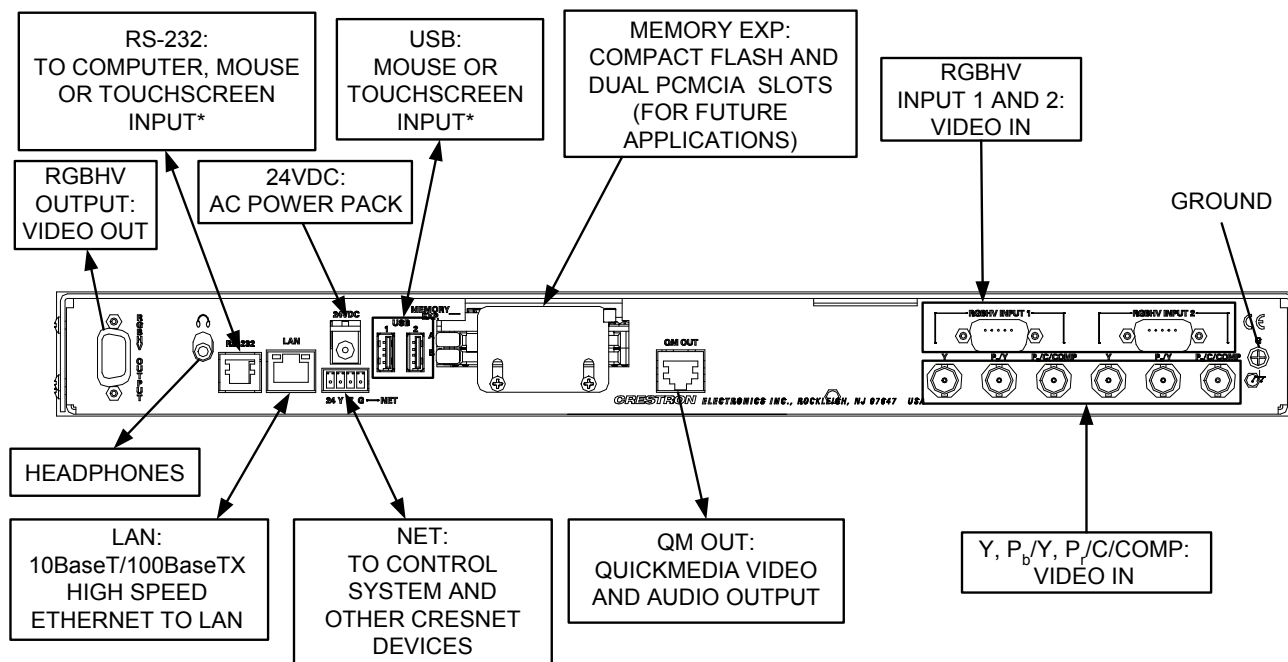 RS-232:
TO COMPUTER, MOUSE
OR TOUCHSCREEN
INPUT*
USB:
MOUSE OR
TOUCHSCREEN
INPUT*
MEMORY EXP:
COMPACT FLASH AND
DUAL PCMCIA SLOTS
(FOR FUTURE
APPLICATIONS)
RGBHV
INPUT 1 AND 2:
VIDEO IN
RGBHV
OUTPUT:
VIDEO OUT
24VDC:
AC POWER PACK
GROUND
24VDC
MEMORY
EXP
USB
1 2
A
B
LAN
QM OUT
RGBHV INPUT 1
RGBHV INPUT 2
CE
G
Y
Y
24 Y Z G NET
CRESTRON ELECTRONICS INC., ROCKLEIGH, NJ 07647 USA
HEADPHONES
LAN:
10BaseT/100BaseTX
HIGH SPEED
ETHERNET TO LAN
NET:
TO CONTROL
SYSTEM AND
OTHER CRESNET
DEVICES
QM OUT:
QUICKMEDIA VIDEO
AND AUDIO OUTPUT
Y, Pb/Y, Pr/C/COMP:
VIDEO IN